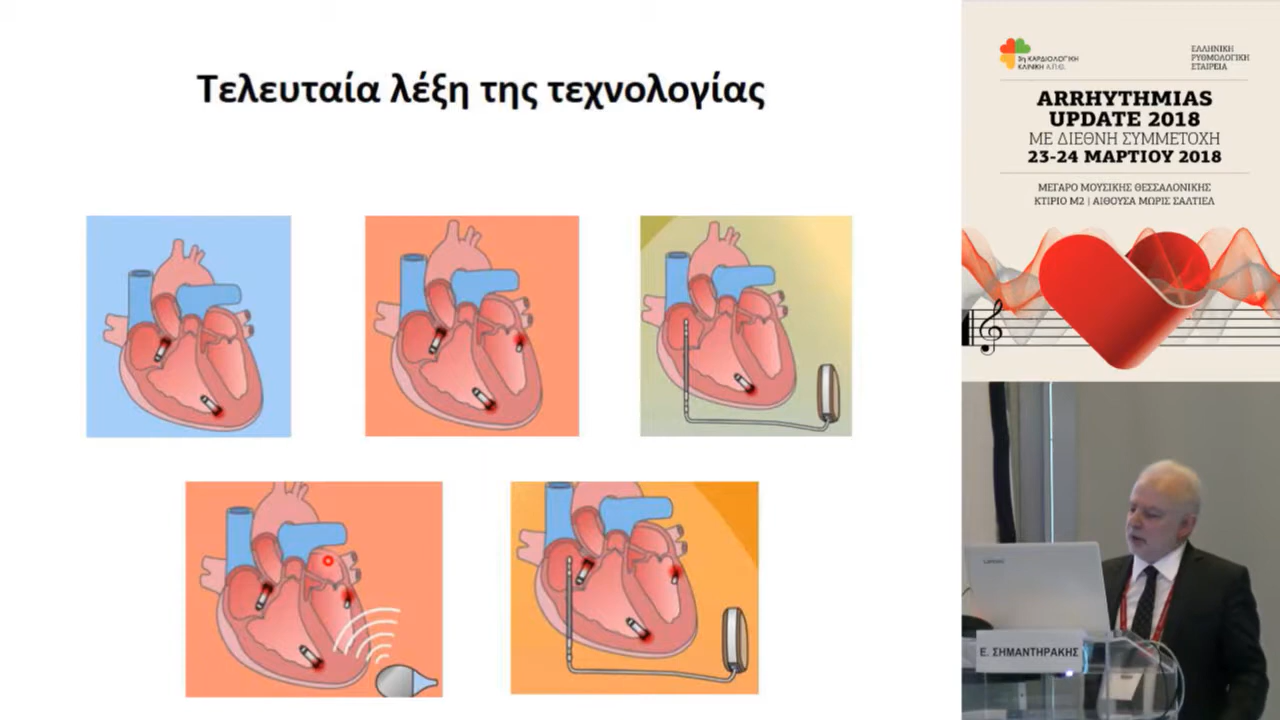 Τελευταία λέξη της τεχνολογίας
3η ΚΑΡΔΙΟΛΟΓΙΚΗ
ΚΛΙΝΙΚΗ Α.Π.Θ.
ΕΛΛΗΝΙΚΗ
ΡΥΘΜΟΛΟΓΙΚΗ
ΕΤΑΙΡΕΙΑ
ARRHYTHMIAS
UPDATE 2018
ΜΕ ΔΙΕΘΝΗ ΣΥΜΜΕΤΟΧΗ
23-24 ΜΑΡΤΙΟΥ 2018
ΜΕΓΑΡΟ ΜΟΥΣΙΚΗΣ ΘΕΣΣΑΛΟΝΙΚΗΣ
ΚΤΙΡΙΟ Μ2 | ΑΙΘΟΥΣΑ ΜΩΡΙΣ ΣΑΛΤΙΕΛ
Lenovo
Ε. ΣΗΜΑΝΤΗΡΑΚΗΣ